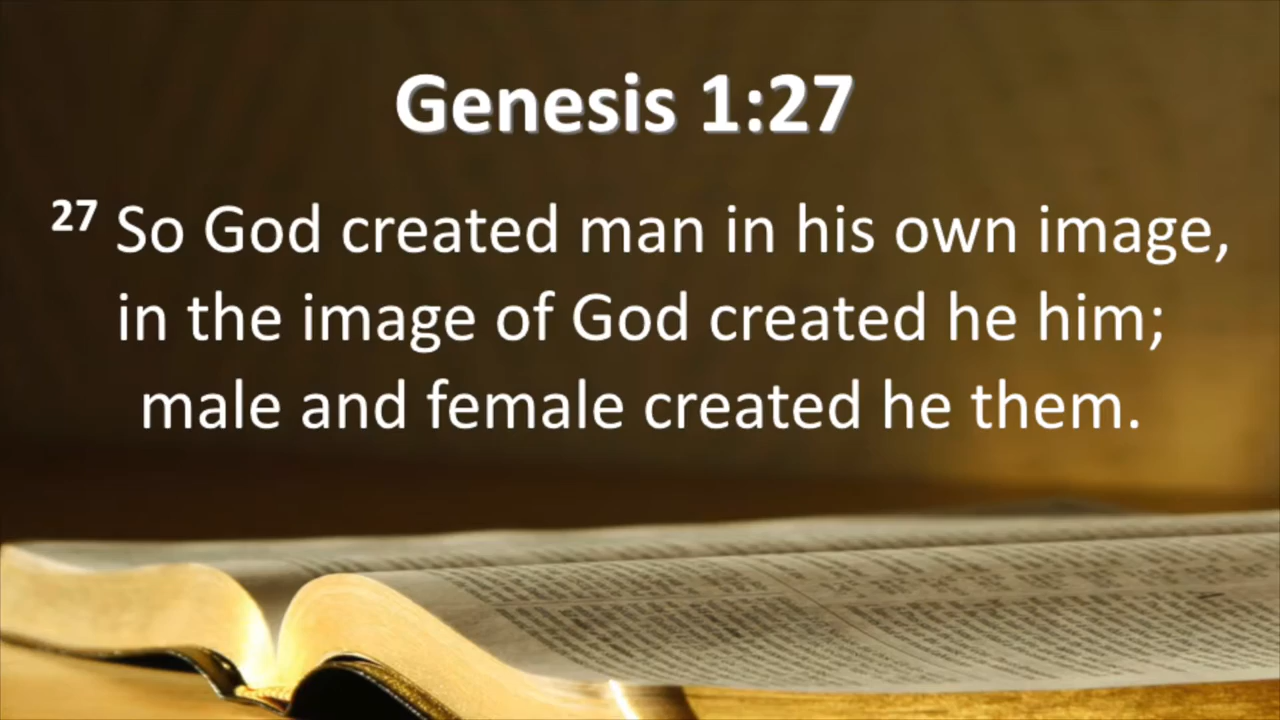 Genesis 1:27
27 So God created man in his own image,
in the image of God created he him;
male and female created he them.